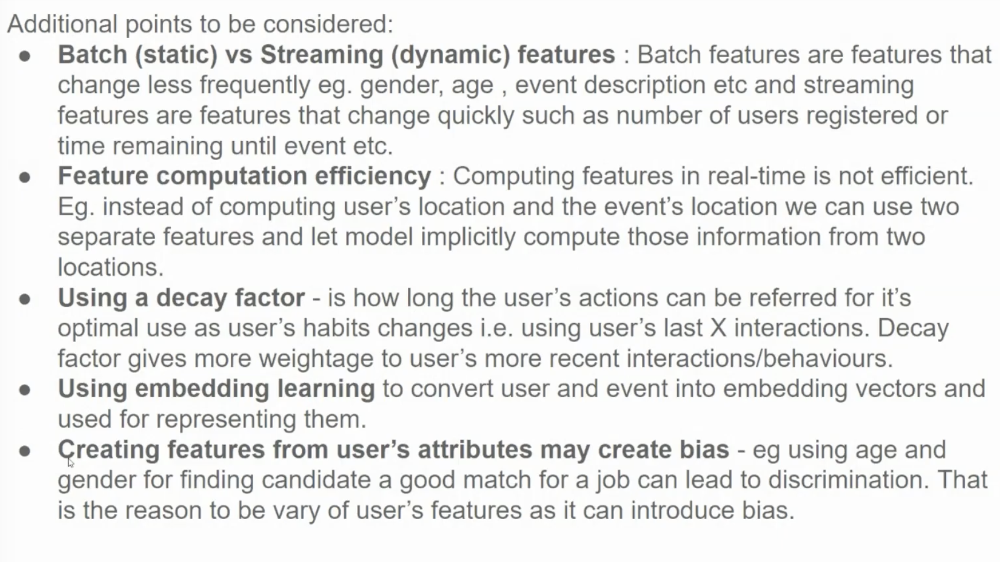 Additional points to be considered:
● Batch (static) vs Streaming (dynamic) features : Batch features are features that
change less frequently eg. gender, age , event description etc and streaming
features are features that change quickly such as number of users registered or
time remaining until event etc.
● Feature computation efficiency : Computing features in real-time is not efficient.
Eg. instead of computing user’s location and the event’s location we can use two
separate features and let model implicitly compute those information from two
locations.
● Using a decay factor - is how long the user’s actions can be referred for it’s
optimal use as user’s habits changes i.e. using user’s last X interactions. Decay
factor gives more weightage to user’s more recent interactions/behaviours.
● Using embedding learning to convert user and event into embedding vectors and
used for representing them.
● Creating features from user’s attributes may create bias - eg using age and
gender for finding candidate a good match for a job can lead to discrimination. That
is the reason to be vary of user’s features as it can introduce bias.